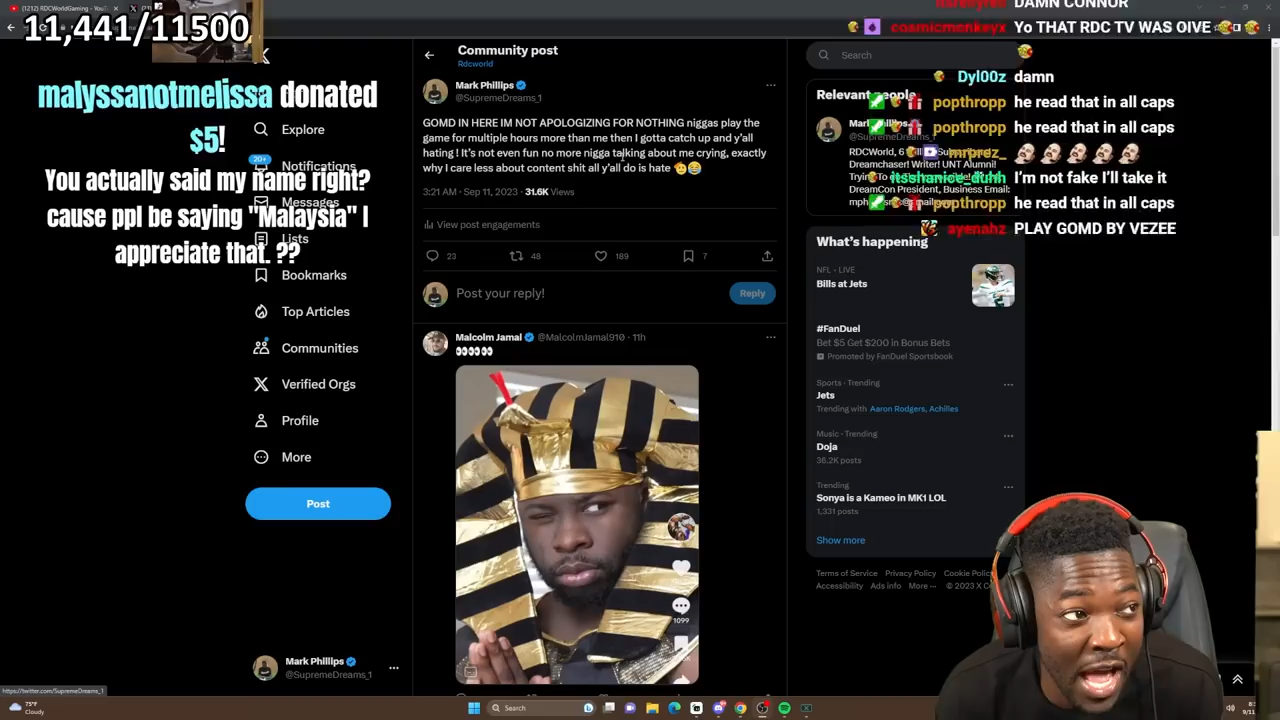 (1212) RDCWorldGaming - You
11,441/11500
malyssanotmelissa donated
$5!
You actually said my name right?
cause ppl be saying "Malaysia" I
appreciate that. ??
Explore
20+
Notifications
Messages
Lists
Bookmarks
Top Articles
Communities
Verified Orgs
Profile
More
Post
Mark Phillips
@SupremeDreams_1
https://twitter.com/SupremeDreams_1
Community post
Rdcworld
Mark Phillips
@SupremeDreams_1
GOMD IN HERE IM NOT APOLOGIZING FOR NOTHING niggas play the
game for multiple hours more than me then I gotta catch up and y'all
hating ! It's not even fun no more nigga talking about me crying, exactly
why I care less about content shit all y'all do is hate 🫡😂
3:21 AM · Sep 11, 2023 · 31.6K Views
View post engagements
23
48
189
7
Post your reply!
Reply
Malcolm Jamal @MalcolmJamal910 · 11h
👀👀👀
1099
Search
Relevant people
Mark Phillips
@SupremeDreams_1
RDCWorld, 6
Dreamchaser! Writer! UNT Alumni!
DreamCon President, Business Email:
What's happening
NFL · LIVE
Bills at Jets
#FanDuel
Bet $5 Get $200 in Bonus Bets
Promoted by FanDuel Sportsbook
Sports · Trending
Jets
Trending with Aaron Rodgers, Achilles
Music · Trending
Doja
36.2K posts
Trending
Sonya is a Kameo in MK1 LOL
1,331 posts
Show more
Terms of Service Privacy Policy Cookie Policy
Accessibility Ads info More ··· © 2023 X Co
DAMN CONNOR
cosmicmonkeyx Yo THAT RDC TV WAS GIVE
Dyl00z damn
popthropp he read that in all caps
popthropp he read that in all caps
mrprez_
itsshance_duhh I'm not fake I'll take it
popthropp he read that in all caps
ayenahz PLAY GOMD BY VEZEE
75°F
Cloudy
Search